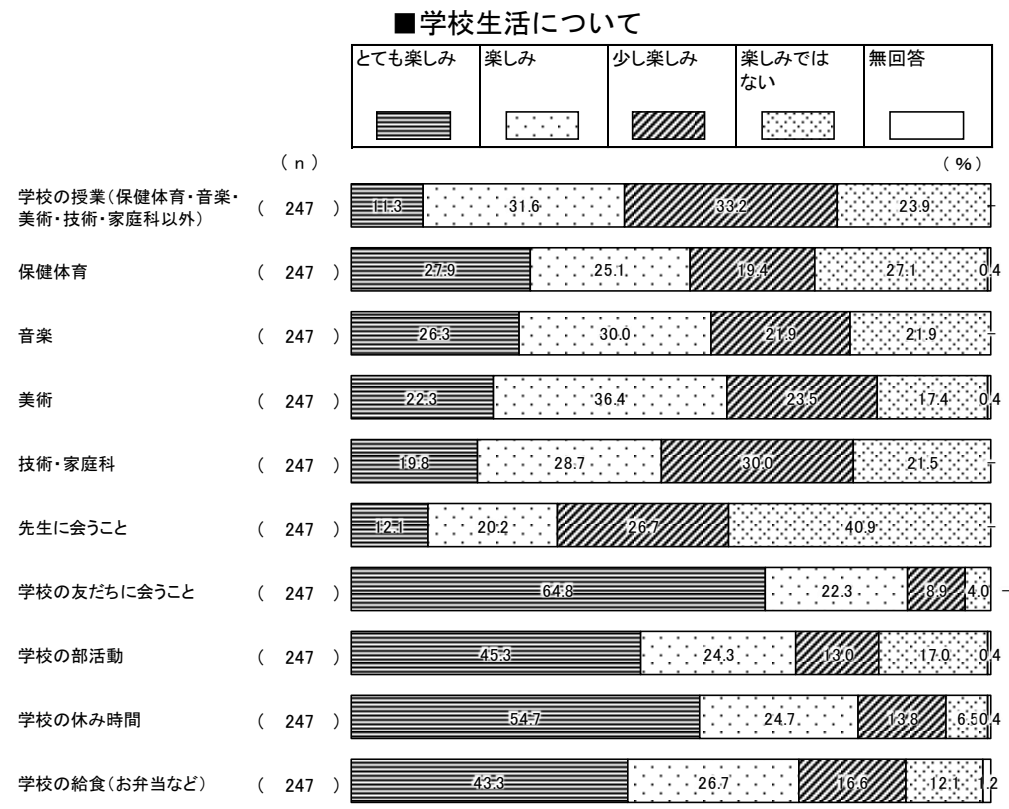 ■学校生活について
とても楽しみ 楽しみ 少し楽しみ 楽しみでは 無回答
ない
(n) (%)
学校の授業(保健体育・音楽・
美術・技術・家庭科以外) ( 247 ) 11.3 31.6 33.2 23.9 -
保健体育 ( 247 ) 27.9 25.1 19.4 27.1 0.4
音楽 ( 247 ) 26.3 30.0 21.9 21.9 -
美術 ( 247 ) 22.3 36.4 23.5 17.4 0.4
技術・家庭科 ( 247 ) 19.8 28.7 30.0 21.5 -
先生に会うこと ( 247 ) 12.1 20.2 26.7 40.9 -
学校の友だちに会うこと ( 247 ) 64.8 22.3 8.9 4.0 -
学校の部活動 ( 247 ) 45.3 24.3 13.0 17.0 0.4
学校の休み時間 ( 247 ) 54.7 24.7 13.8 6.5 0.4
学校の給食(お弁当など) ( 247 ) 43.3 26.7 16.6 12.1 1.2